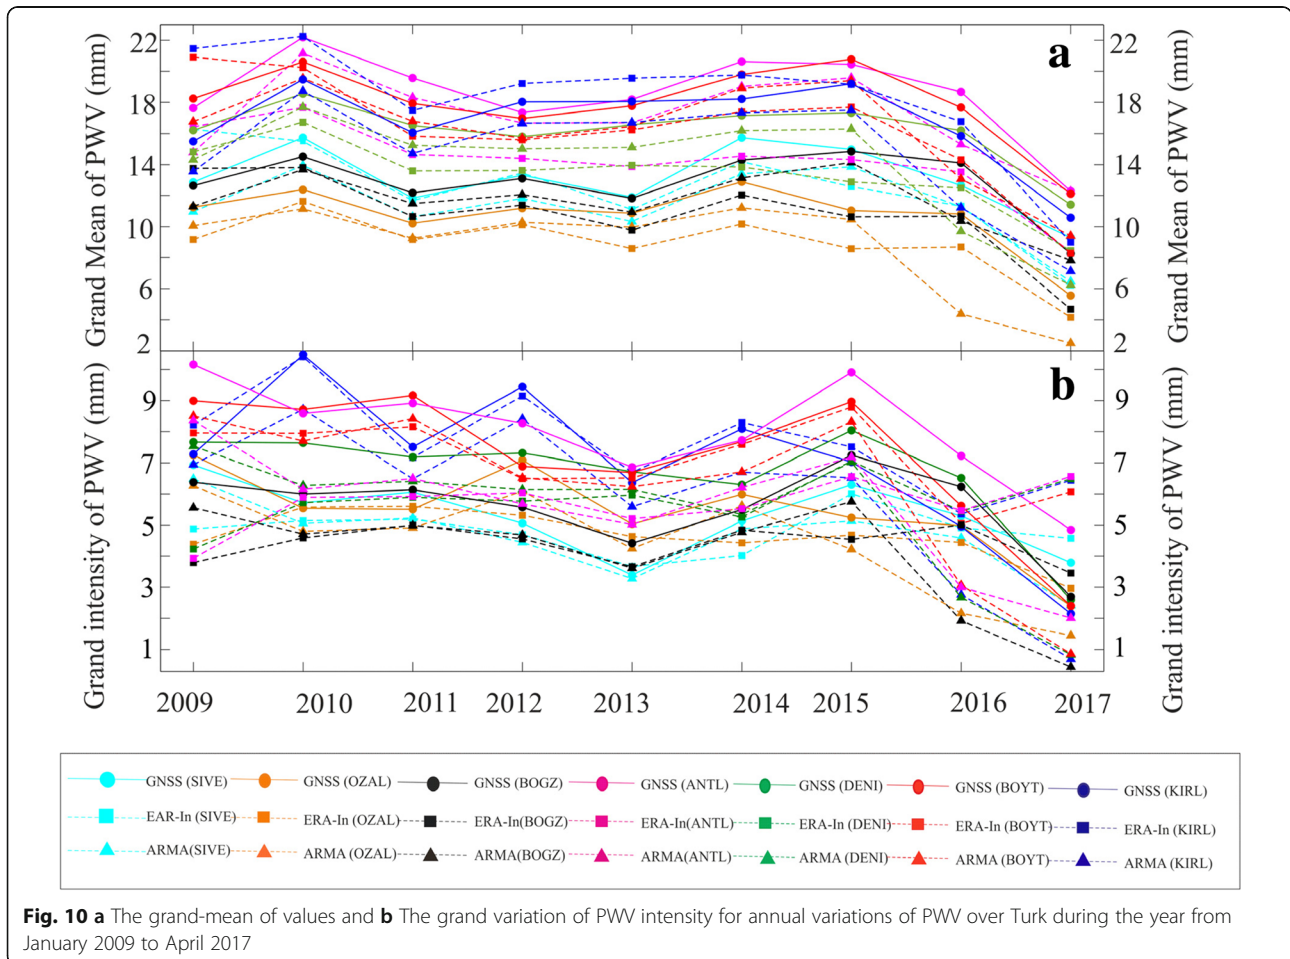 a
Grand Mean of PWV (mm)
22
18
14
10
6
2
22
18
14
10
6
2
Grand Mean of PWV (mm)
b
Grand intensity of PWV (mm)
9
7
5
3
1
9
7
5
3
1
Grand intensity of PWV (mm)
2009 2010 2011 2012 2013 2014 2015 2016 2017
GNSS (SIVE) GNSS (OZAL) GNSS (BOGZ) GNSS (ANTL) GNSS (DENI) GNSS (BOYT) GNSS (KIRL)
EAR-In (SIVE) ERA-In (OZAL) ERA-In(BOGZ) ERA-In(ANTL) ERA-In (DENI) ERA-In (BOYT) ERA-In (KIRL)
ARMA(SIVE) ARMA (OZAL) ARMA(BOGZ) ARMA(ANTL) ARMA (DENI) ARMA (BOYT) ARMA (KIRL)
Fig. 10 a The grand-mean of values and b The grand variation of PWV intensity for annual variations of PWV over Turk during the year from
January 2009 to April 2017